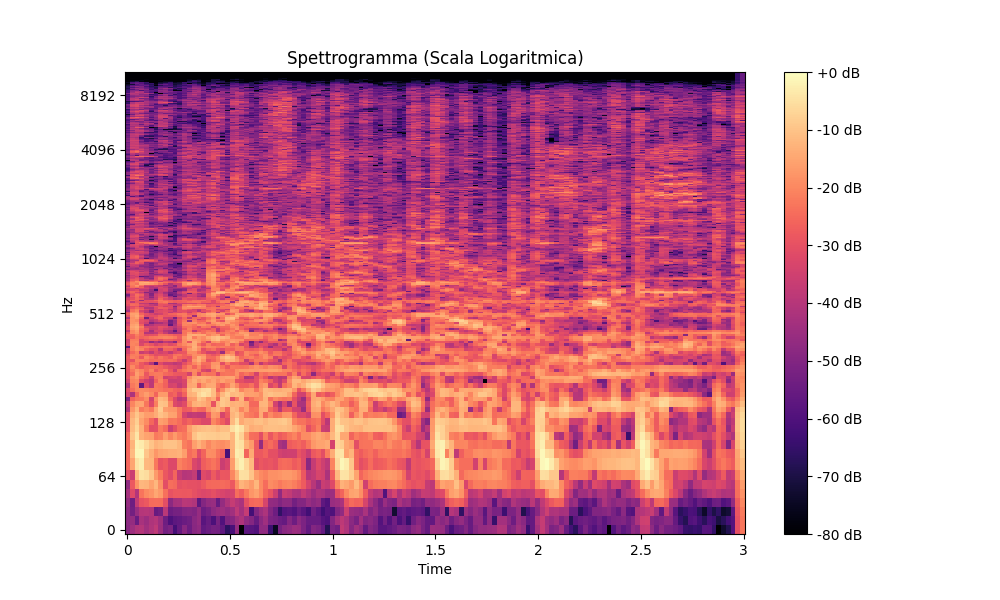 Spettrogramma (Scala Logaritmica)
Hz
8192
4096
2048
1024
512
256
128
64
0
0 0.5 1 1.5 2 2.5 3
Time
+0 dB
-10 dB
-20 dB
-30 dB
-40 dB
-50 dB
-60 dB
-70 dB
-80 dB